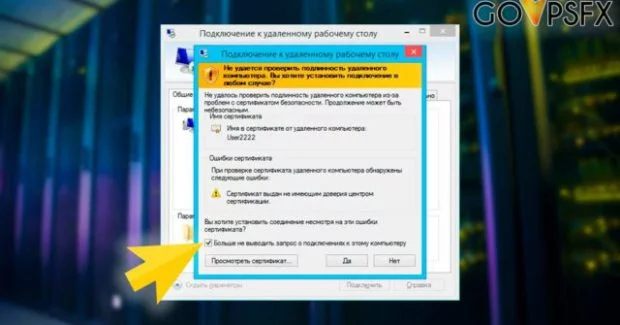 GOVPSFX
Подключение к удаленному рабочему столу
Подключение к удаленному рабочему столу
Не удается проверить подлинность удаленного
компьютера. Вы хотите установить подключение в
любом случае?
Общие
Не удалось проверить подлинность удаленного компьютера из-за
проблем с сертификатом безопасности. Продолжение может быть
небезопасным.
Имя сертификата
Имя в сертификате от удаленного компьютера:
User2222
Ошибки сертификата
При проверке сертификата удаленного компьютера обнаружены
следующие ошибки:
Сертификат выдан не имеющим доверия центром
сертификации.
Вы хотите установить соединение несмотря на эти ошибки
сертификата?
Больше не выводить запрос о подключениях к этому компьютеру
Просмотреть сертификат...
Да
Нет
Скрыть параметры
Подключить
Справка